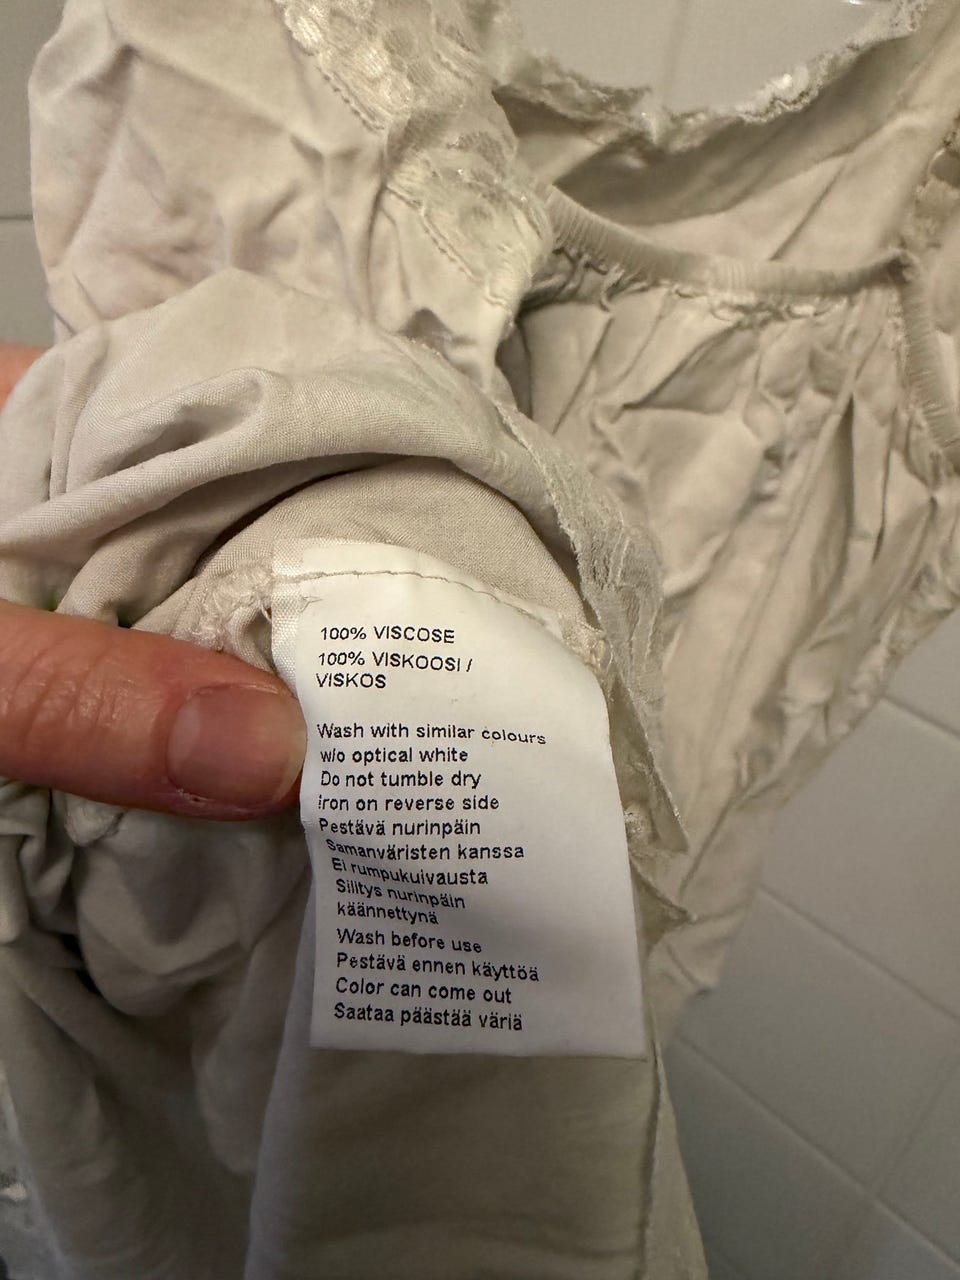 100% VISCOSE
100% VISKOOSI /
VISKOS
Wash with similar colours
w/o optical white
Do not tumble dry
Iron on reverse side
Pestävä nurinpäin
Samanväristen kanssa
Ei rumpukuivausta
Silitys nurinpäin
käännettynä
Wash before use
Pestävä ennen käyttöä
Color can come out
Saataa päästää väriä